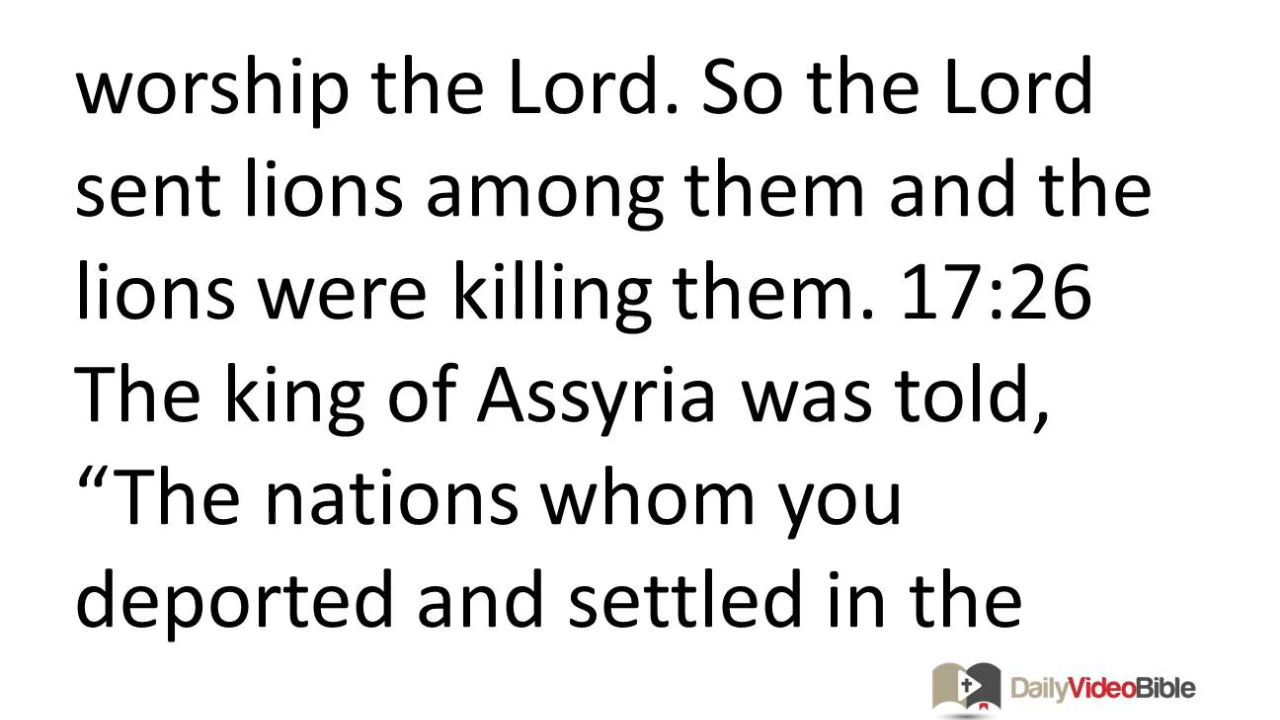 worship the Lord. So the Lord
sent lions among them and the
lions were killing them. 17:26
The king of Assyria was told,
“The nations whom you
deported and settled in the
DailyVideoBible